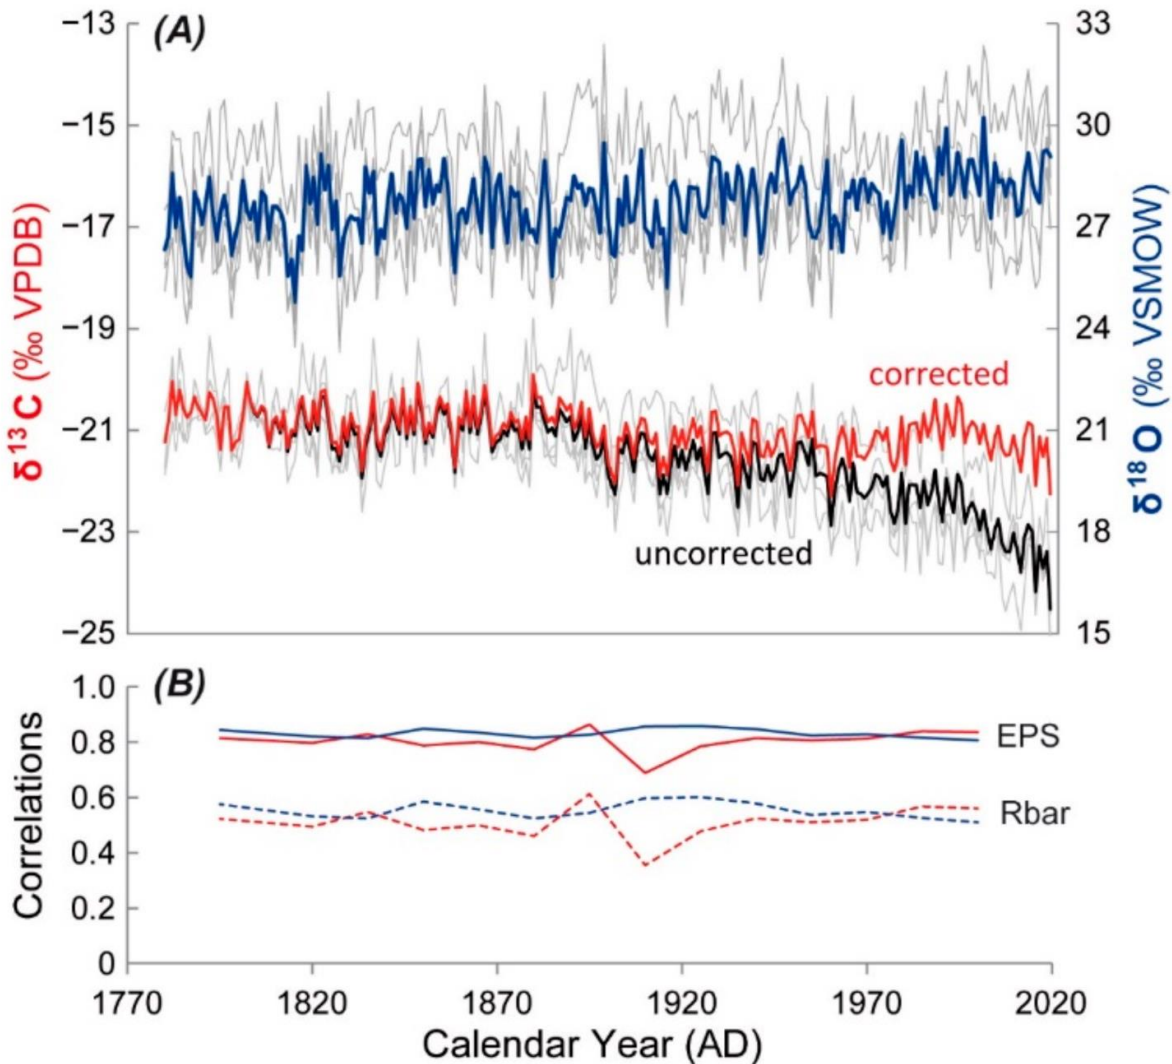 (A)
−13
−15
−17
−19
−21
−23
−25
δ¹³C (‰ VPDB)
33
30
27
24
21
18
15
δ¹⁸O (‰ VSMOW)
corrected
uncorrected
(B)
1.0
0.8
0.6
0.4
0.2
0
Correlations
EPS
Rbar
1770 1820 1870 1920 1970 2020
Calendar Year (AD)